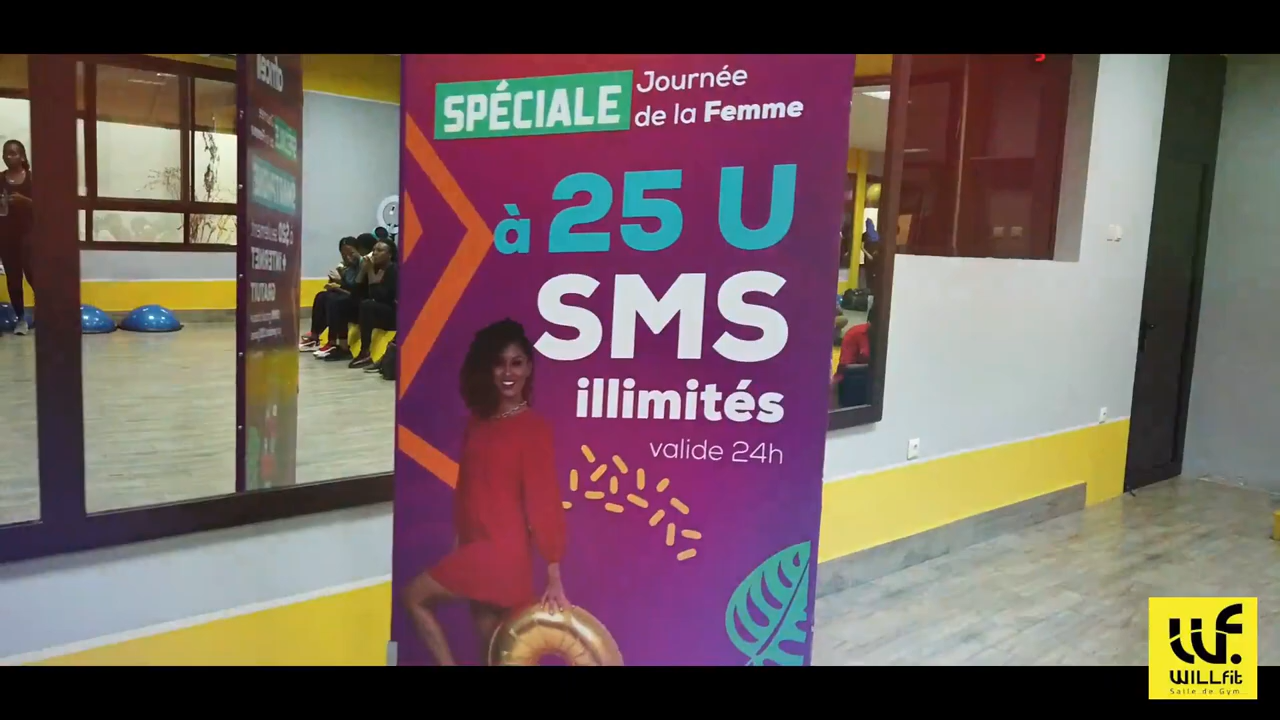 SPÉCIALE Journée
de la Femme
à 25 U
SMS
illimités
valide 24h
WILLfit
Salle de Gym